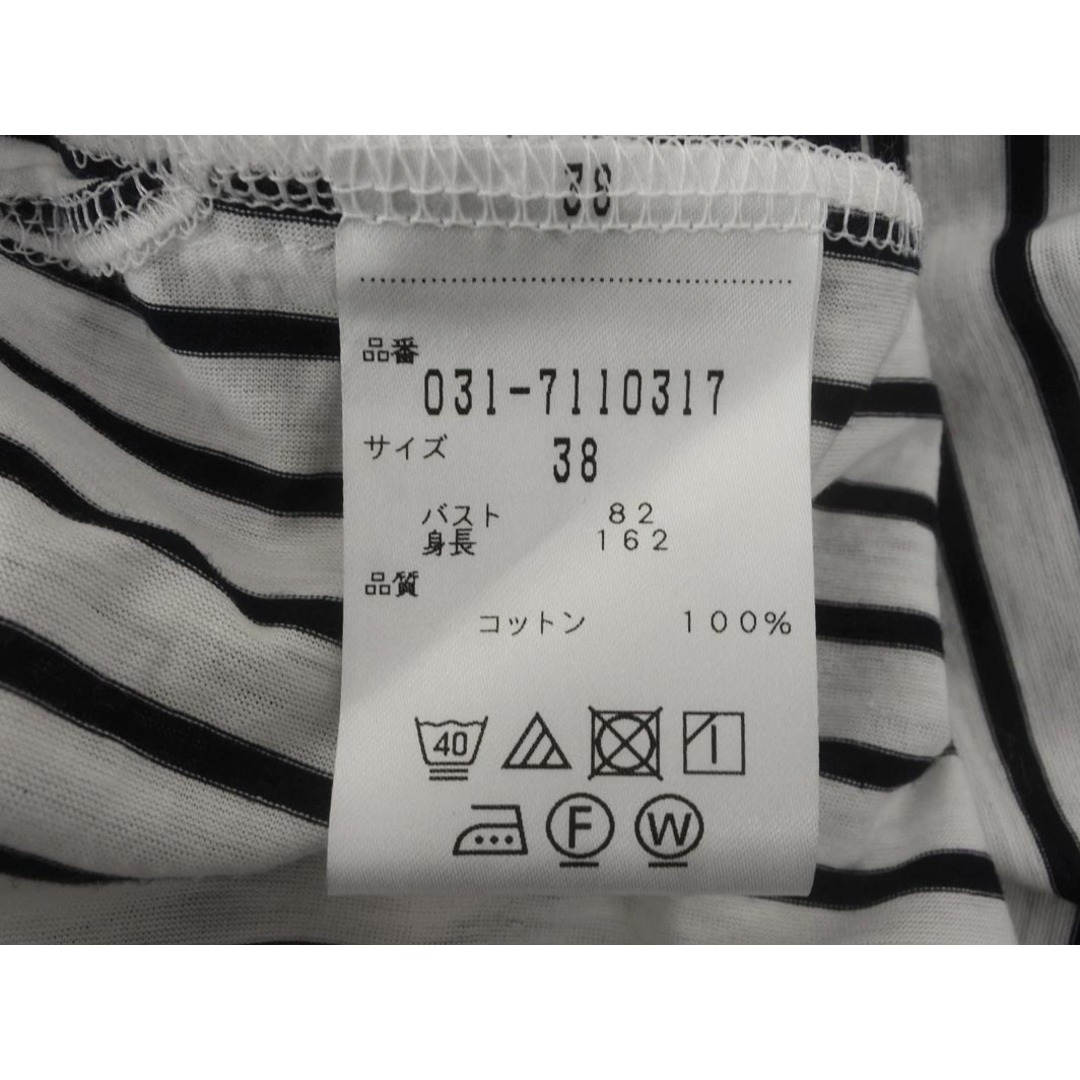 38
品番
031-7110317
サイズ 38
バスト 82
身長 162
品質
コットン 100%
40
F W